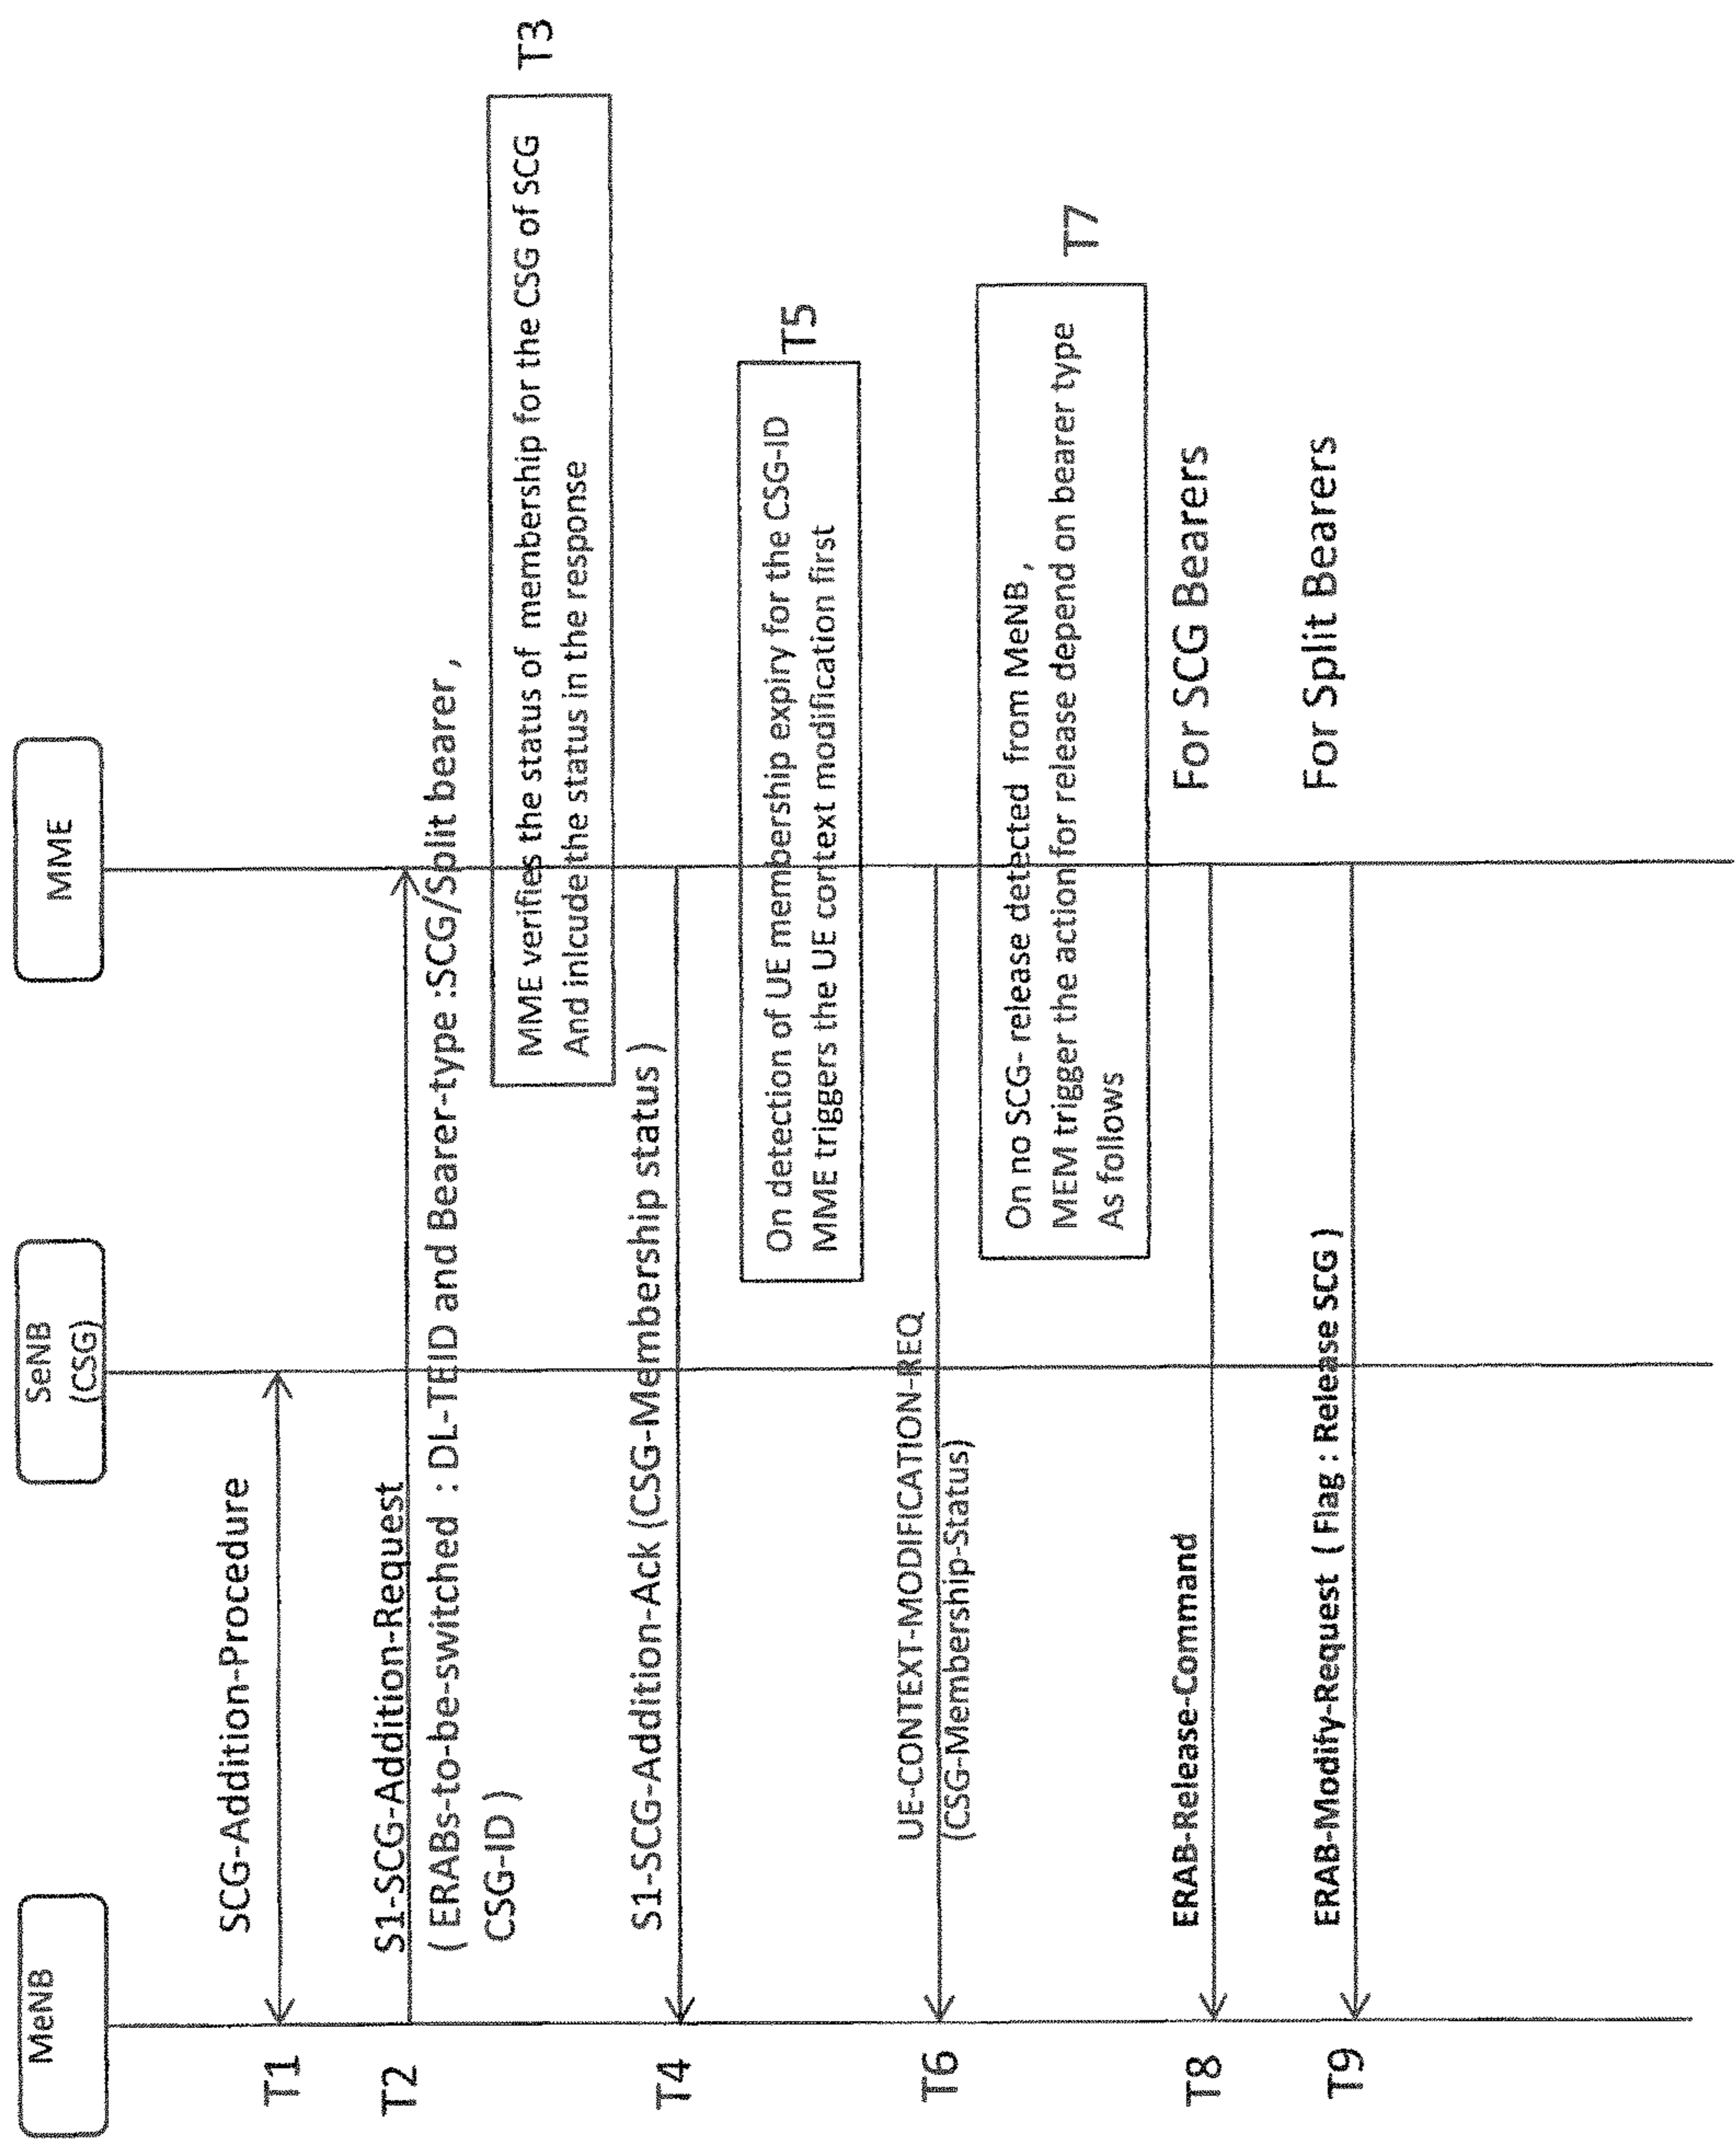 MeNB
SeNB
(CSG)
MME
T1
SCG-Addition-Procedure
T2
S1-SCG-Addition-Request
( ERABs-to-be-switched : DL-TEID and Bearer-type :SCG/Split bearer ,
CSG-ID )
MME verifies the status of membership for the CSG of SCG
And inlcude the status in the response
T3
T4
S1-SCG-Addition-Ack (CSG-Membership status )
On detection of UE membership expiry for the CSG-ID
MME triggers the UE cortext modification first
T5
T6
UE-CONTEXT-MODIFICATION-REQ
(CSG-Membership-Status)
On no SCG- release detected from MeNB ,
MEM trigger the action for release depend on bearer type
As follows
T7
T8
ERAB-Release-Command
For SCG Bearers
T9
ERAB-Modify-Request ( Flag : Release SCG )
For Split Bearers